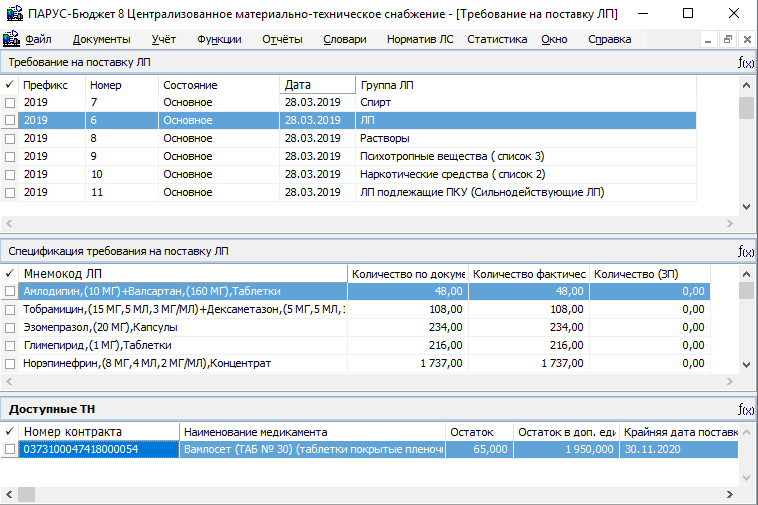 ПАРУС-Бюджет 8 Централизованное материально-техническое снабжение - [Требование на поставку ЛП]
Файл Документы Учёт Функции Отчёты Словари Норматив ЛС Статистика Окно Справка
Требование на поставку ЛП f(x)
✓ Префикс Номер Состояние Дата Группа ЛП
2019 7 Основное 28.03.2019 Спирт
2019 6 Основное 28.03.2019 ЛП
2019 8 Основное 28.03.2019 Растворы
2019 9 Основное 28.03.2019 Психотропные вещества ( список 3)
2019 10 Основное 28.03.2019 Наркотические средства ( список 2)
2019 11 Основное 28.03.2019 ЛП подлежащие ПКУ (Сильнодействующие ЛП)
Спецификация требования на поставку ЛП f(x)
✓ Мнемокод ЛП Количество по докуме Количество фактичес Количество (ЗП)
Амлодипин,(10 МГ)+Валсартан,(160 МГ),Таблетки 48,00 48,00 0,00
Тобрамицин,(15 МГ,5 МЛ,3 МГ/МЛ)+Дексаметазон,(5 МГ,5 МЛ,1 108,00 108,00 0,00
Эзомепразол,(20 МГ),Капсулы 234,00 234,00 0,00
Глимепирид,(1 МГ),Таблетки 216,00 216,00 0,00
Норэпинефрин,(8 МГ,4 МЛ,2 МГ/МЛ),Концентрат 1 737,00 1 737,00 0,00
Доступные ТН f(x)
✓ Номер контракта Наименование медикамента Остаток Остаток в доп. еди Крайняя дата поставк
0373100047418000054 Вамлосет (ТАБ № 30) (таблетки покрытые пленоч 65,000 1 950,000 30.11.2020